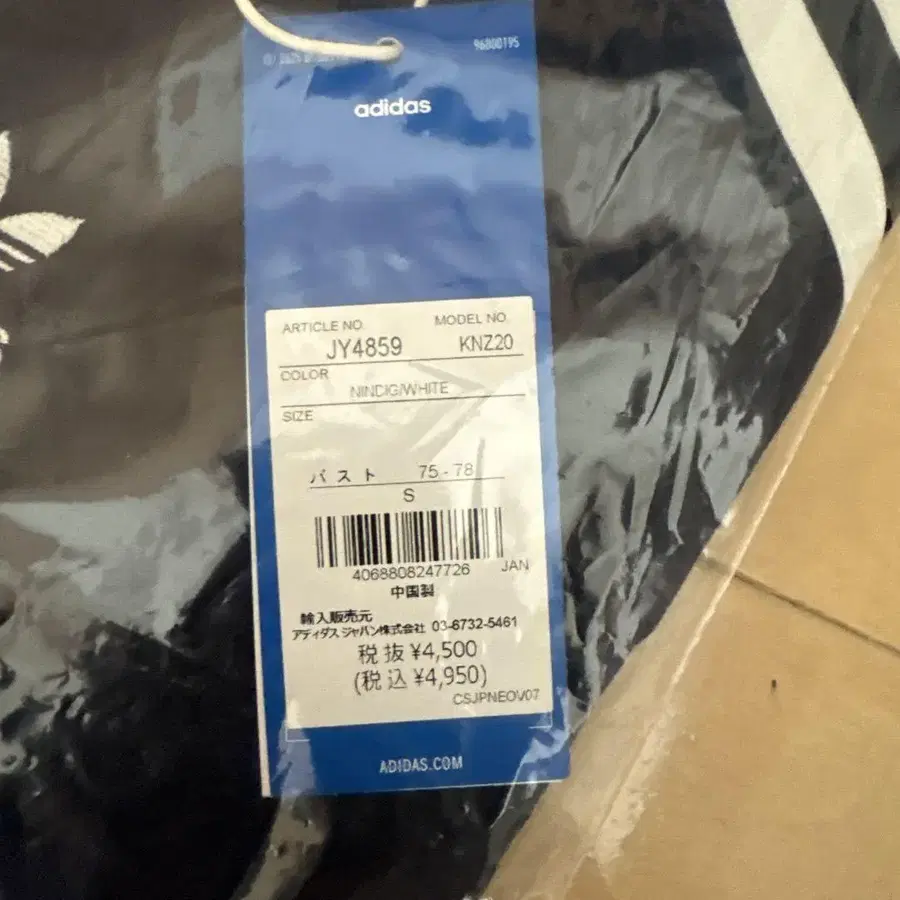 96800195
adidas
ARTICLE NO. MODEL NO.
JY4859 KNZ20
COLOR
NINDIG/WHITE
SIZE
バスト 75-78
S
4068808247726 JAN
中国製
輸入販売元
アディダス ジャパン株式会社 03-6732-5461
税抜 ¥4,500
(税込 ¥4,950)
CSJPNEOV07
ADIDAS.COM